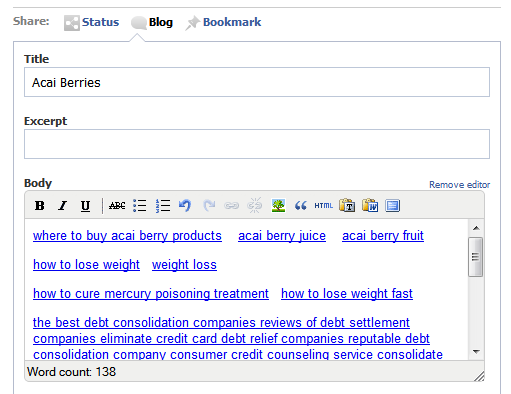 Share: Status Blog Bookmark
Title
Acai Berries
Excerpt
Body Remove editor
B I U ABC HTML T W
where to buy acai berry products acai berry juice acai berry fruit
how to lose weight weight loss
how to cure mercury poisoning treatment how to lose weight fast
the best debt consolidation companies reviews of debt settlement
companies eliminate credit card debt relief companies reputable debt
consolidation company consumer credit counseling service consolidate
Word count: 138